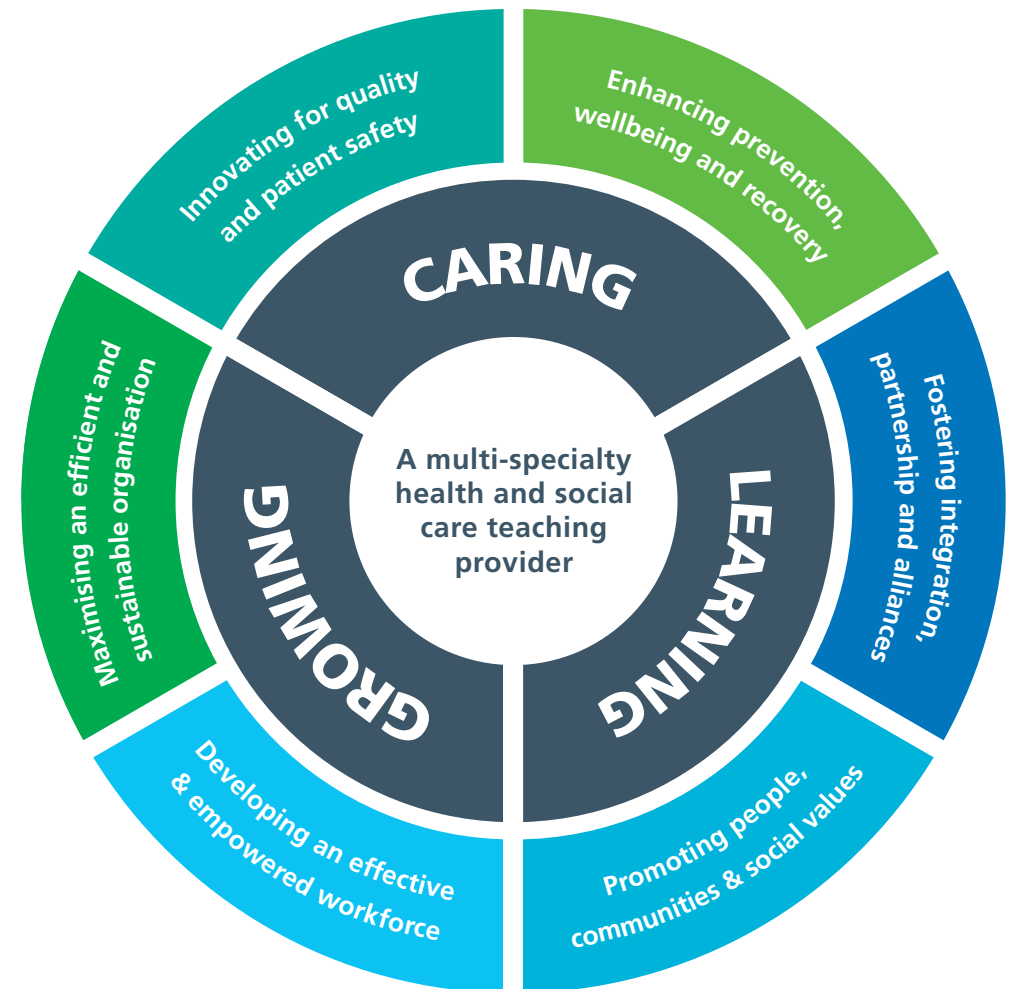 Innovating for quality
and patient safety
Enhancing prevention,
wellbeing and recovery
CARING
Maximising an efficient and
sustainable organisation
Fostering integration,
partnership and alliances
A multi-specialty
health and social
care teaching
provider
GROWING
LEARNING
Developing an effective
& empowered workforce
Promoting people,
communities & social values